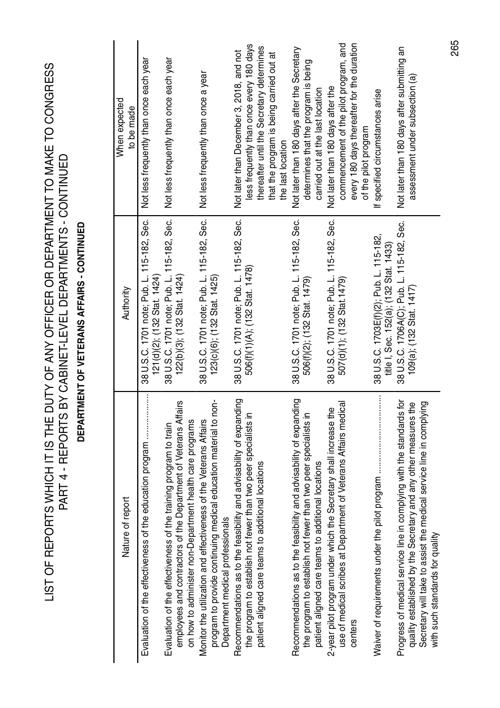 LIST OF REPORTS WHICH IT IS THE DUTY OF ANY OFFICER OR DEPARTMENT TO MAKE TO CONGRESS
PART 4 - REPORTS BY CABINET-LEVEL DEPARTMENTS - CONTINUED
DEPARTMENT OF VETERANS AFFAIRS - CONTINUED
Nature of report
Authority
When expected
to be made
Evaluation of the effectiveness of the education program ....................
38 U.S.C. 1701 note; Pub. L. 115-182, Sec.
121(d)(2); (132 Stat. 1424)
Not less frequently than once each year
Evaluation of the effectiveness of the training program to train
employees and contractors of the Department of Veterans Affairs
on how to administer non-Department health care programs
38 U.S.C. 1701 note; Pub. L. 115-182, Sec.
122(b)(3); (132 Stat. 1424)
Not less frequently than once each year
Monitor the utilization and effectiveness of the Veterans Affairs
program to provide continuing medical education material to non-
Department medical professionals
38 U.S.C. 1701 note; Pub. L. 115-182, Sec.
123(c)(6); (132 Stat. 1425)
Not less frequently than once a year
Recommendations as to the feasibility and advisability of expanding
the program to establish not fewer than two peer specialists in
patient aligned care teams to additional locations
38 U.S.C. 1701 note; Pub. L. 115-182, Sec.
506(f)(1)(A); (132 Stat. 1478)
Not later than December 3, 2018, and not
less frequently than once every 180 days
thereafter until the Secretary determines
that the program is being carried out at
the last location
Recommendations as to the feasibility and advisability of expanding
the program to establish not fewer than two peer specialists in
patient aligned care teams to additional locations
38 U.S.C. 1701 note; Pub. L. 115-182, Sec.
506(f)(2); (132 Stat. 1479)
Not later than 180 days after the Secretary
determines that the program is being
carried out at the last location
2-year pilot program under which the Secretary shall increase the
use of medical scribes at Department of Veterans Affairs medical
centers
38 U.S.C. 1701 note; Pub. L. 115-182, Sec.
507(d)(1); (132 Stat.1479)
Not later than 180 days after the
commencement of the pilot program, and
every 180 days thereafter for the duration
of the pilot program
Waiver of requirements under the pilot program ..............................
38 U.S.C. 1703E(f)(2); Pub. L. 115-182,
title I, Sec. 152(a); (132 Stat. 1433)
If specified circumstances arise
Progress of medical service line in complying with the standards for
quality established by the Secretary and any other measures the
Secretary will take to assist the medical service line in complying
with such standards for quality
38 U.S.C. 1706A(C); Pub. L. 115-182, Sec.
109(a); (132 Stat. 1417)
Not later than 180 days after submitting an
assessment under subsection (a)
265